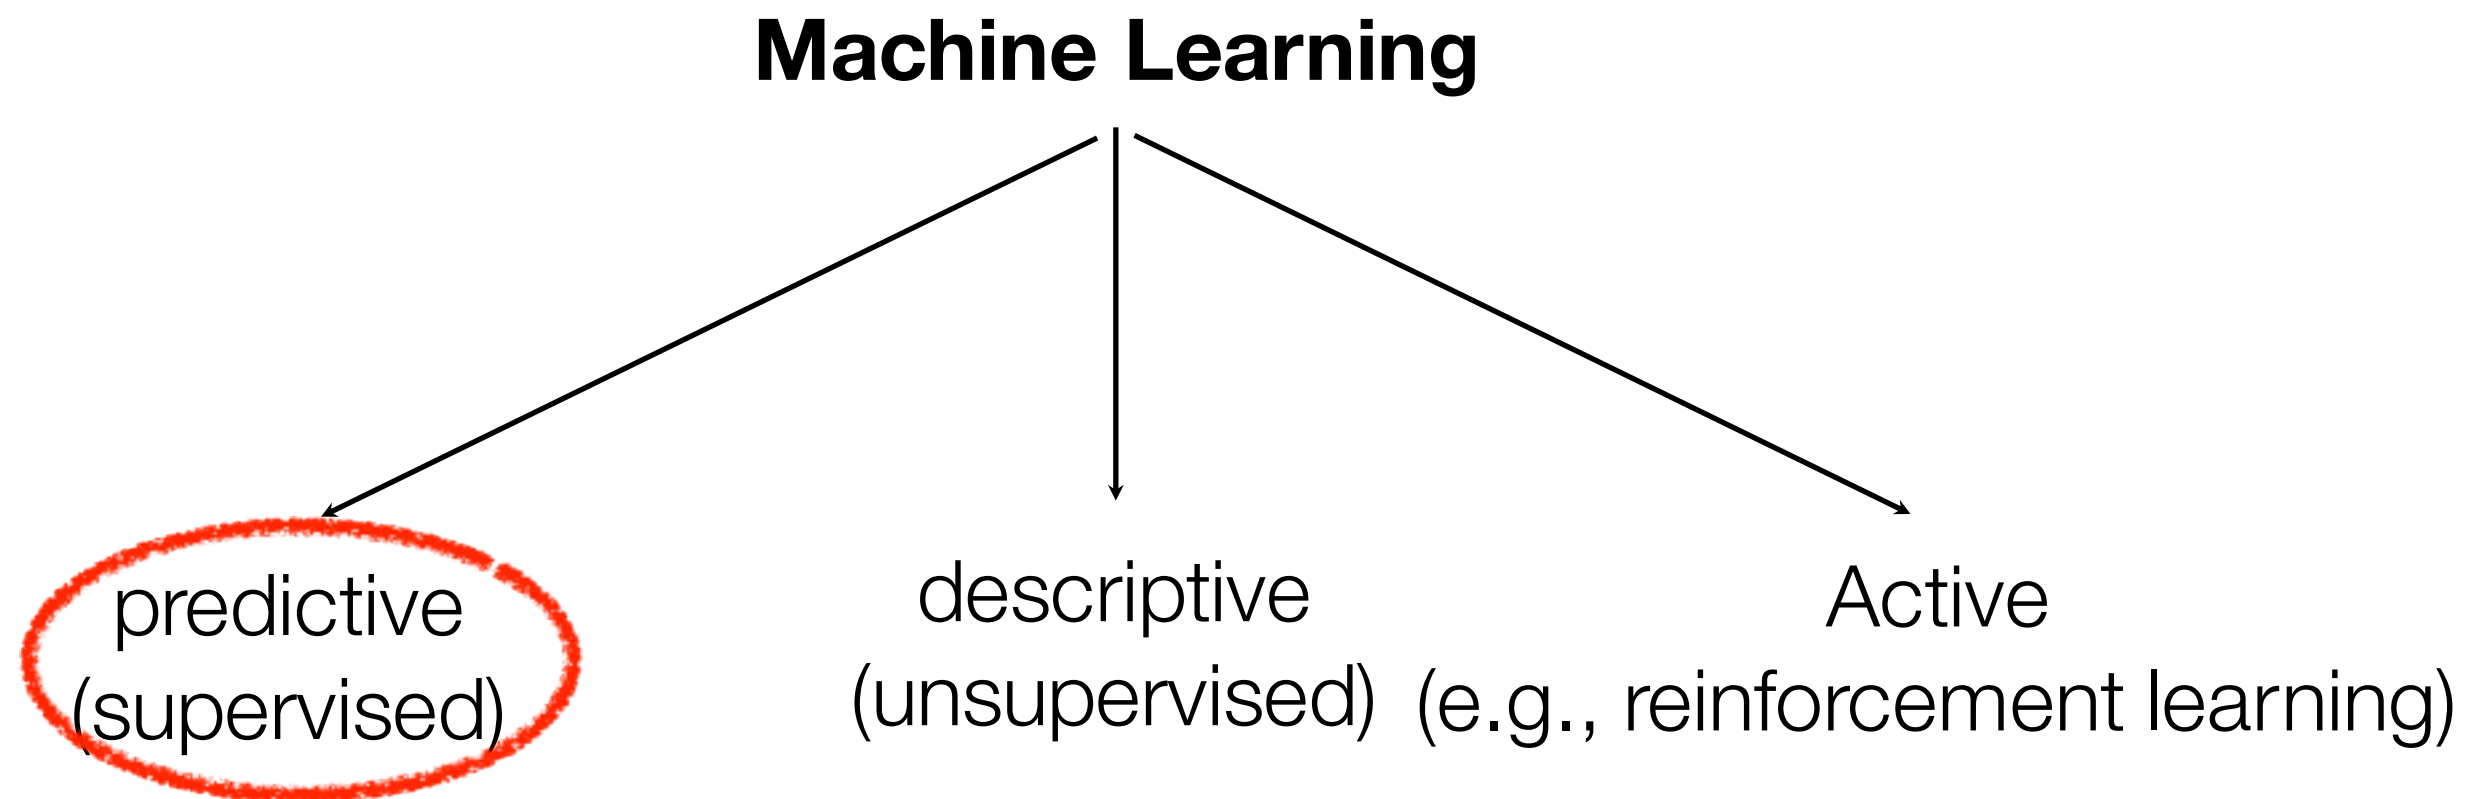 Machine Learning
predictive
(supervised)
descriptive
(unsupervised)
Active
(e.g., reinforcement learning)